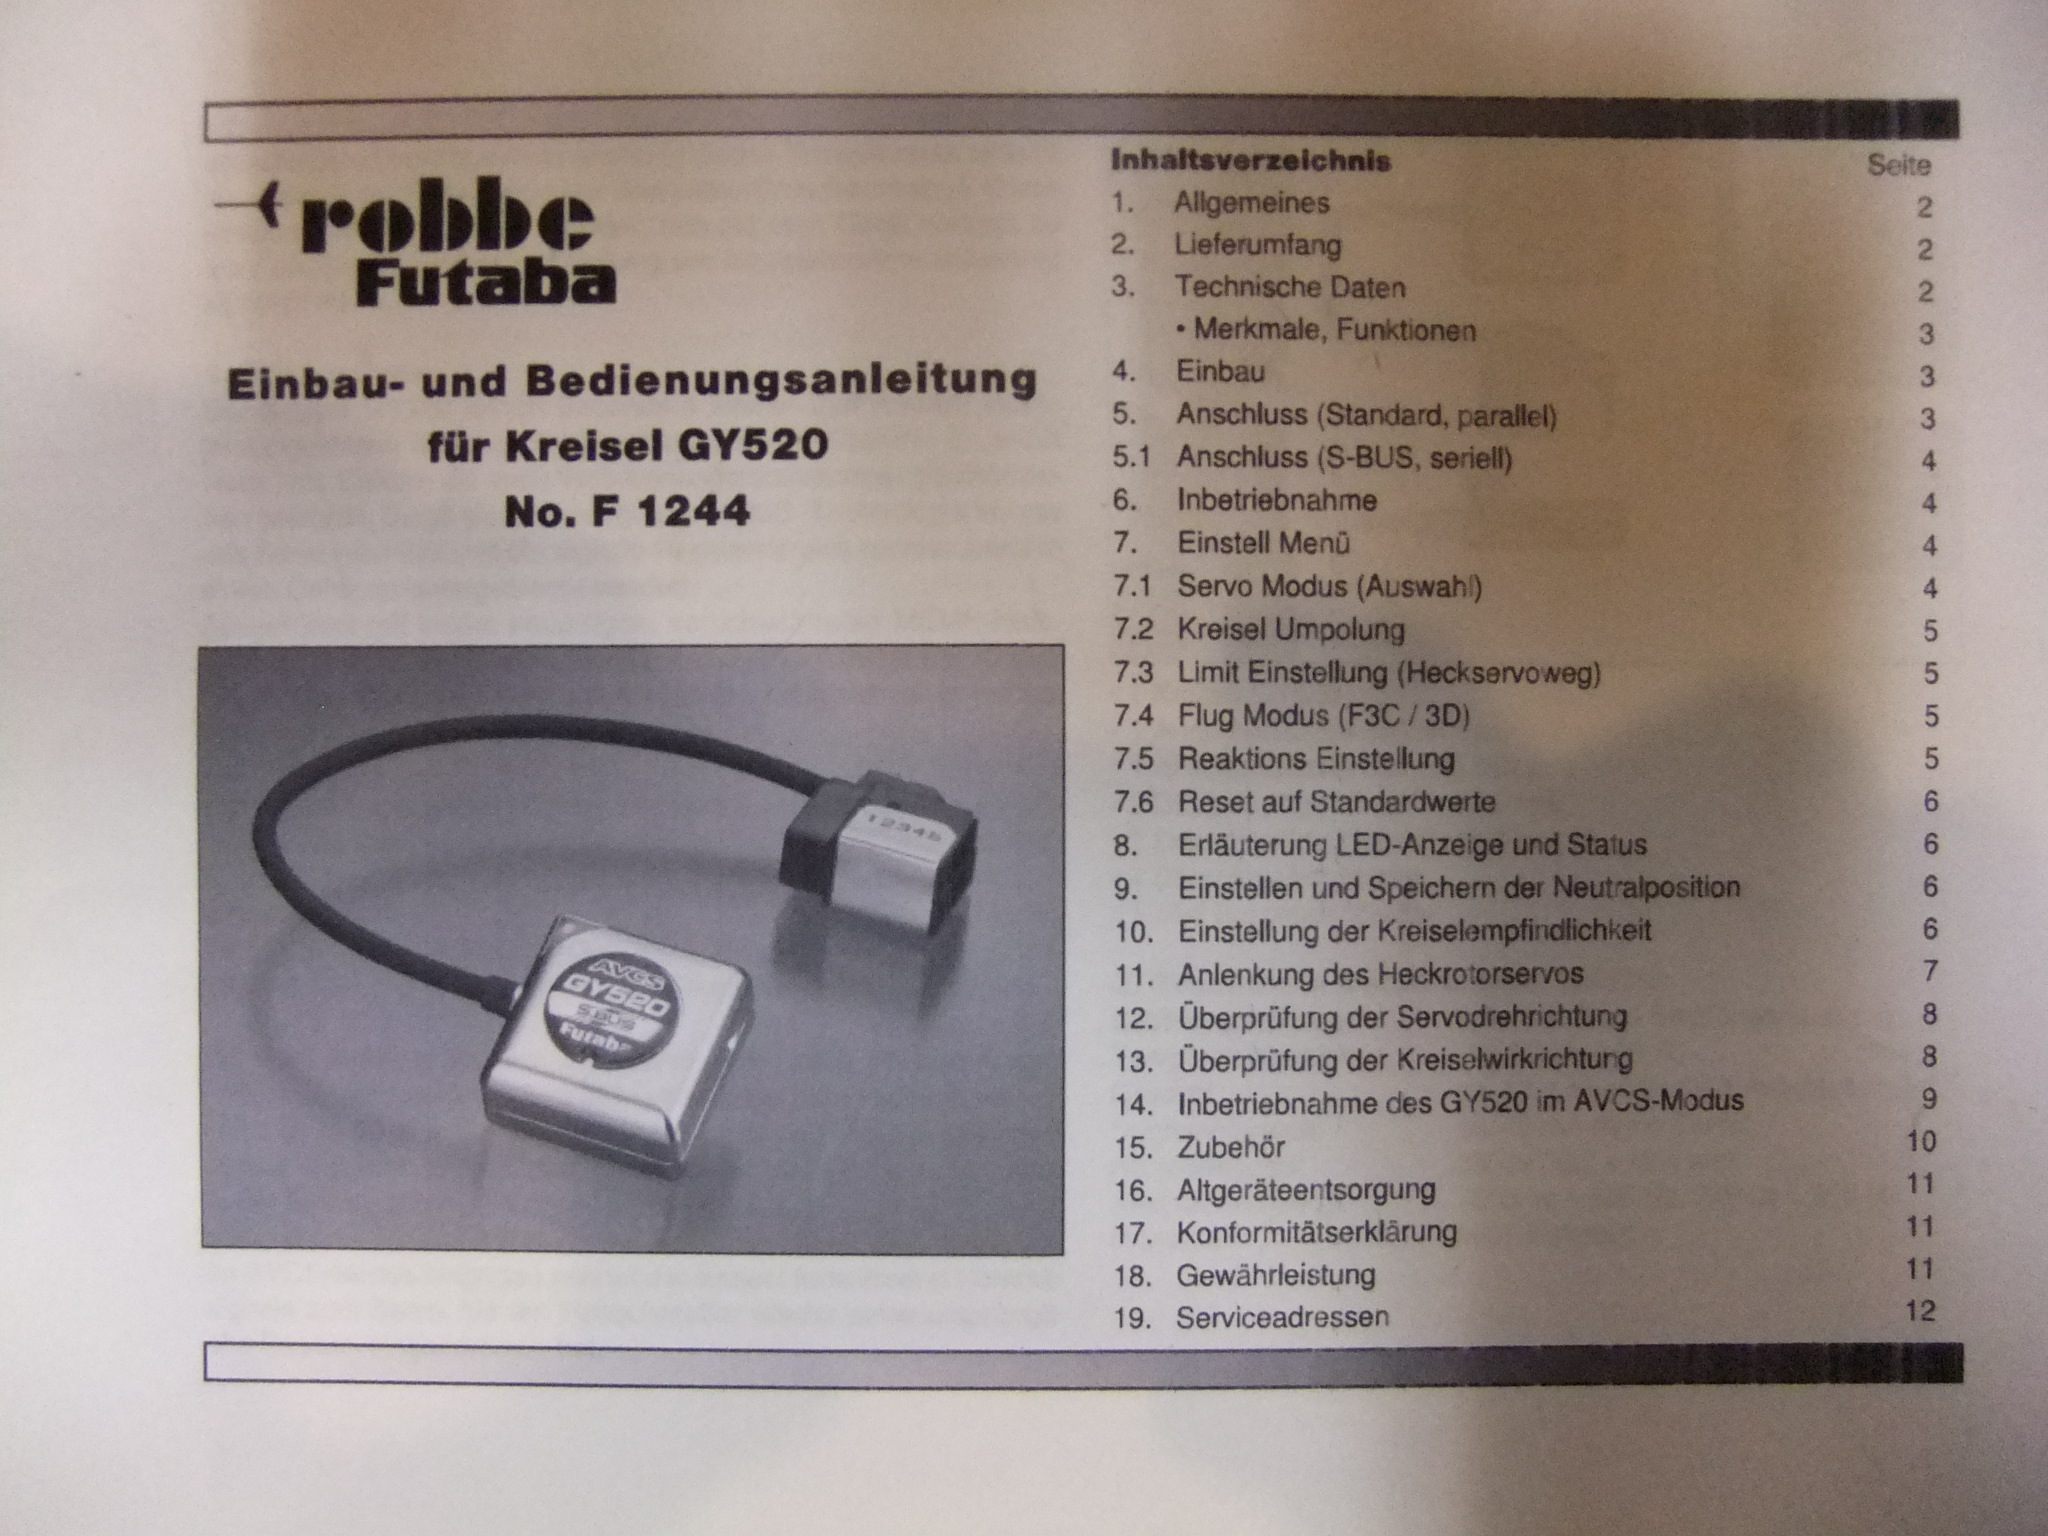 robbe
Futaba
Einbau- und Bedienungsanleitung
für Kreisel GY520
No. F 1244
12345
AVCS
GY520
S.BUS
Futaba
Inhaltsverzeichnis Seite
1. Allgemeines 2
2. Lieferumfang 2
3. Technische Daten 2
• Merkmale, Funktionen 3
4. Einbau 3
5. Anschluss (Standard, parallel) 3
5.1 Anschluss (S-BUS, seriell) 4
6. Inbetriebnahme 4
7. Einstell Menü 4
7.1 Servo Modus (Auswahl) 4
7.2 Kreisel Umpolung 5
7.3 Limit Einstellung (Heckservoweg) 5
7.4 Flug Modus (F3C / 3D) 5
7.5 Reaktions Einstellung 5
7.6 Reset auf Standardwerte 6
8. Erläuterung LED-Anzeige und Status 6
9. Einstellen und Speichern der Neutralposition 6
10. Einstellung der Kreiselempfindlichkeit 6
11. Anlenkung des Heckrotorservos 7
12. Überprüfung der Servodrehrichtung 8
13. Überprüfung der Kreiselwirkrichtung 8
14. Inbetriebnahme des GY520 im AVCS-Modus 9
15. Zubehör 10
16. Altgeräteentsorgung 11
17. Konformitätserklärung 11
18. Gewährleistung 11
19. Serviceadressen 12